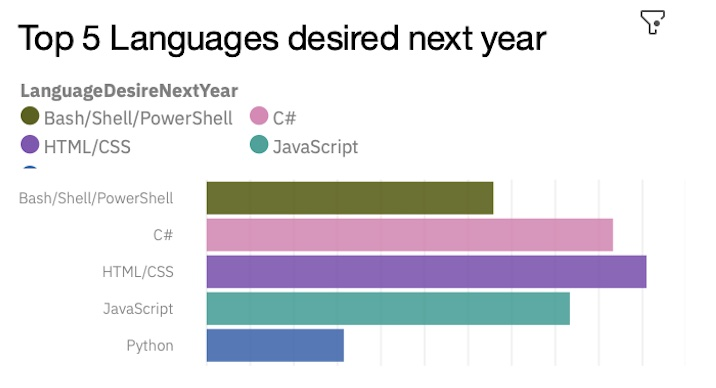 Top 5 Languages desired next year
LanguageDesireNextYear
Bash/Shell/PowerShell C#
HTML/CSS JavaScript
Bash/Shell/PowerShell
C#
HTML/CSS
JavaScript
Python